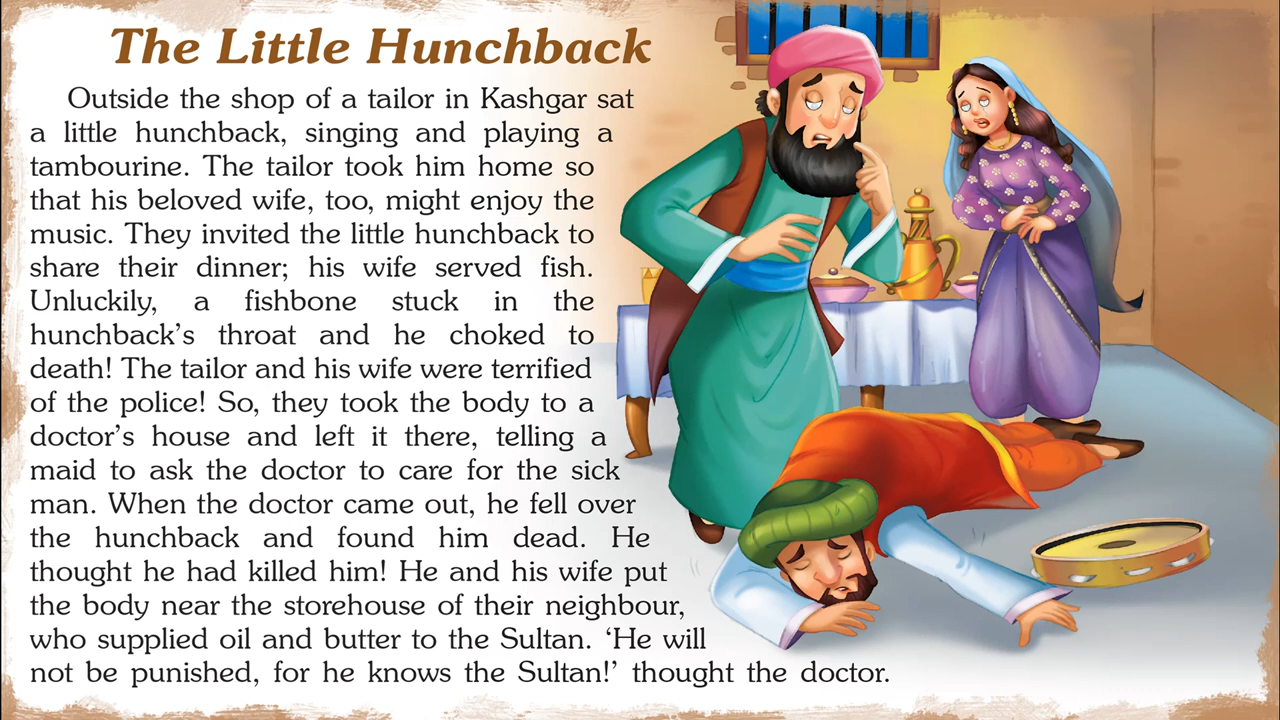 The Little Hunchback
Outside the shop of a tailor in Kashgar sat
a little hunchback, singing and playing a
tambourine. The tailor took him home so
that his beloved wife, too, might enjoy the
music. They invited the little hunchback to
share their dinner; his wife served fish.
Unluckily, a fishbone stuck in the
hunchback's throat and he choked to
death! The tailor and his wife were terrified
of the police! So, they took the body to a
doctor's house and left it there, telling a
maid to ask the doctor to care for the sick
man. When the doctor came out, he fell over
the hunchback and found him dead. He
thought he had killed him! He and his wife put
the body near the storehouse of their neighbour,
who supplied oil and butter to the Sultan. ‘He will
not be punished, for he knows the Sultan!’ thought the doctor.